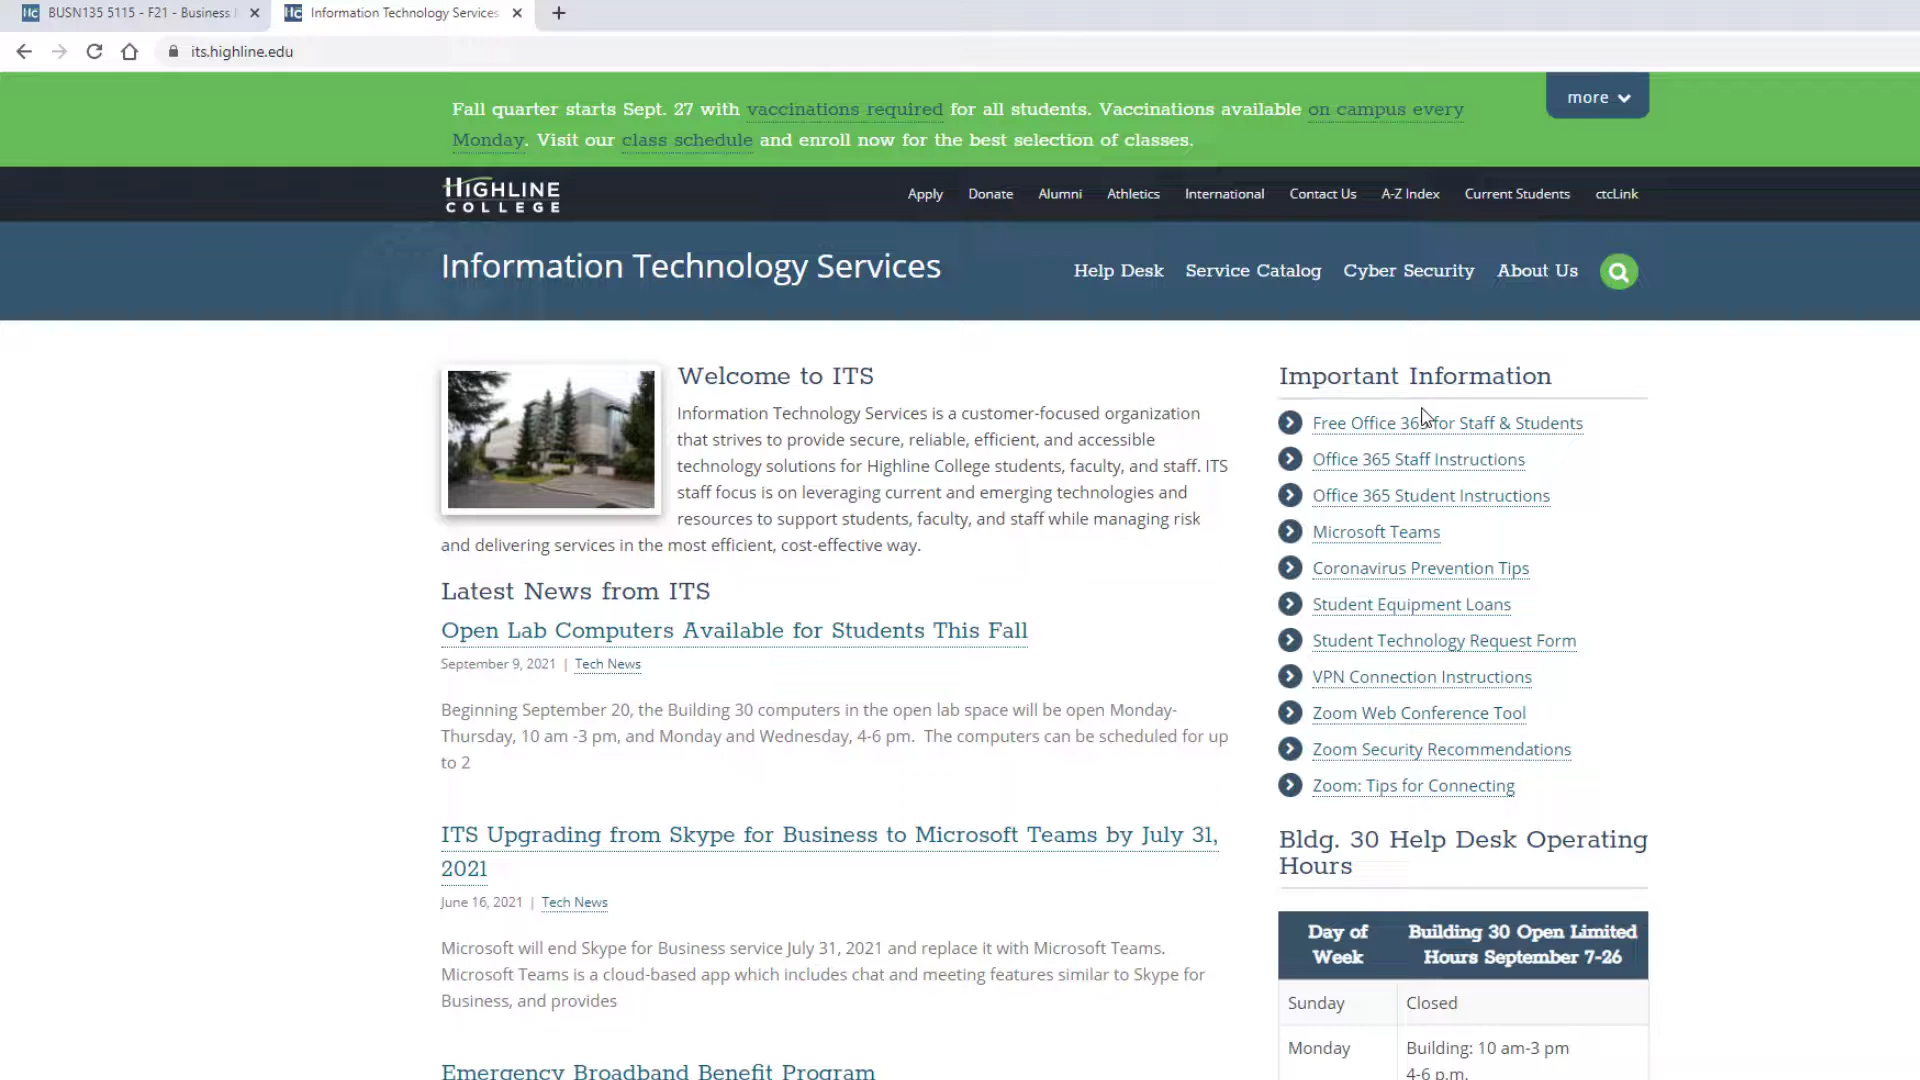 BUSN135 5115 - F21 - Business
Information Technology Services
its.highline.edu
Fall quarter starts Sept. 27 with vaccinations required for all students. Vaccinations available on campus every
Monday. Visit our class schedule and enroll now for the best selection of classes.
more
HIGHLINE
COLLEGE
Apply Donate Alumni Athletics International Contact Us A-Z Index Current Students ctcLink
Information Technology Services
Help Desk Service Catalog Cyber Security About Us
Welcome to ITS
Information Technology Services is a customer-focused organization
that strives to provide secure, reliable, efficient, and accessible
technology solutions for Highline College students, faculty, and staff. ITS
staff focus is on leveraging current and emerging technologies and
resources to support students, faculty, and staff while managing risk
and delivering services in the most efficient, cost-effective way.
Latest News from ITS
Open Lab Computers Available for Students This Fall
September 9, 2021 | Tech News
Beginning September 20, the Building 30 computers in the open lab space will be open Monday-
Thursday, 10 am -3 pm, and Monday and Wednesday, 4-6 pm. The computers can be scheduled for up
to 2
ITS Upgrading from Skype for Business to Microsoft Teams by July 31,
2021
June 16, 2021 | Tech News
Microsoft will end Skype for Business service July 31, 2021 and replace it with Microsoft Teams.
Microsoft Teams is a cloud-based app which includes chat and meeting features similar to Skype for
Business, and provides
Emergency Broadband Benefit Program
Important Information
Free Office 365 for Staff & Students
Office 365 Staff Instructions
Office 365 Student Instructions
Microsoft Teams
Coronavirus Prevention Tips
Student Equipment Loans
Student Technology Request Form
VPN Connection Instructions
Zoom Web Conference Tool
Zoom Security Recommendations
Zoom: Tips for Connecting
Bldg. 30 Help Desk Operating
Hours
Day of Building 30 Open Limited
Week Hours September 7-26
Sunday Closed
Monday Building: 10 am-3 pm
4-6 p.m.